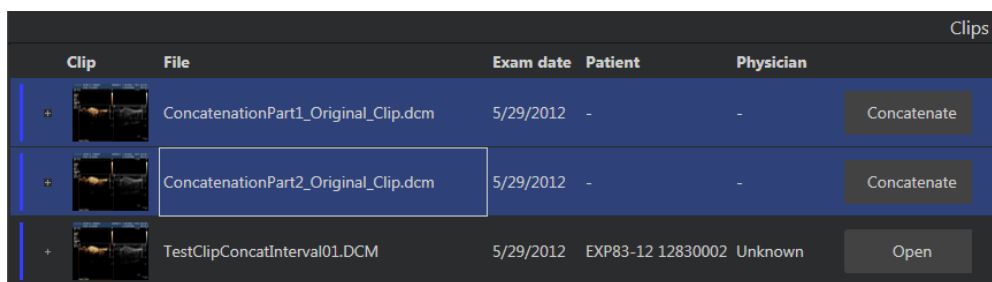 Clips
Clip File Exam date Patient Physician
ConcatenationPart1_Original_Clip.dcm 5/29/2012 - - Concatenate
ConcatenationPart2_Original_Clip.dcm 5/29/2012 - - Concatenate
TestClipConcatInterval01.DCM 5/29/2012 EXP83-12 12830002 Unknown Open